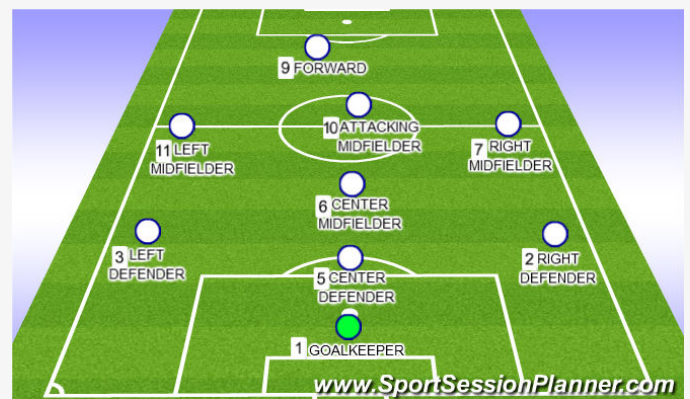 9 FORWARD
10 ATTACKING
MIDFIELDER
11 LEFT
MIDFIELDER
7 RIGHT
MIDFIELDER
6 CENTER
MIDFIELDER
3 LEFT
DEFENDER
2 RIGHT
DEFENDER
5 CENTER
DEFENDER
1 GOALKEEPER
www.SportSessionPlanner.com